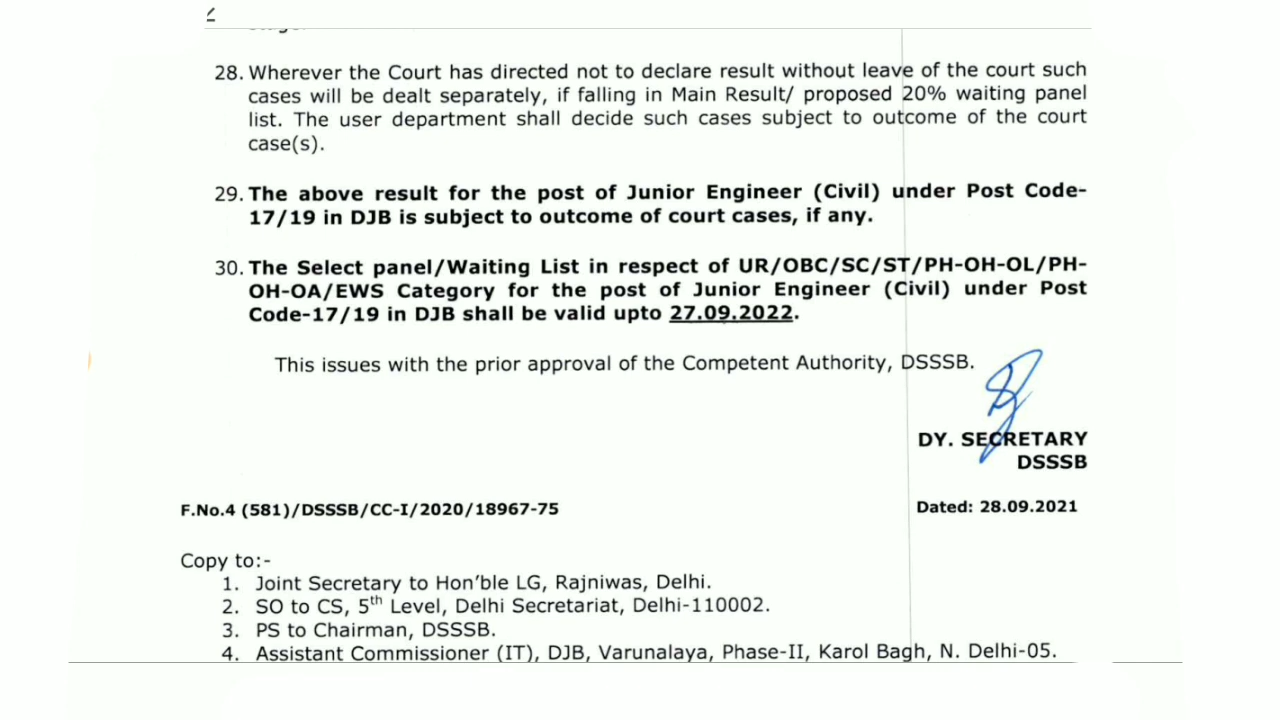 28. Wherever the Court has directed not to declare result without leave of the court such
cases will be dealt separately, if falling in Main Result/ proposed 20% waiting panel
list. The user department shall decide such cases subject to outcome of the court
case(s).
29. The above result for the post of Junior Engineer (Civil) under Post Code-
17/19 in DJB is subject to outcome of court cases, if any.
30. The Select panel/Waiting List in respect of UR/OBC/SC/ST/PH-OH-OL/PH-
OH-OA/EWS Category for the post of Junior Engineer (Civil) under Post
Code-17/19 in DJB shall be valid upto 27.09.2022.
This issues with the prior approval of the Competent Authority, DSSSB.
DY. SECRETARY
DSSSB
F.No.4 (581)/DSSSB/CC-I/2020/18967-75 Dated: 28.09.2021
Copy to:-
1. Joint Secretary to Hon'ble LG, Rajniwas, Delhi.
2. SO to CS, 5th Level, Delhi Secretariat, Delhi-110002.
3. PS to Chairman, DSSSB.
4. Assistant Commissioner (IT), DJB, Varunalaya, Phase-II, Karol Bagh, N. Delhi-05.